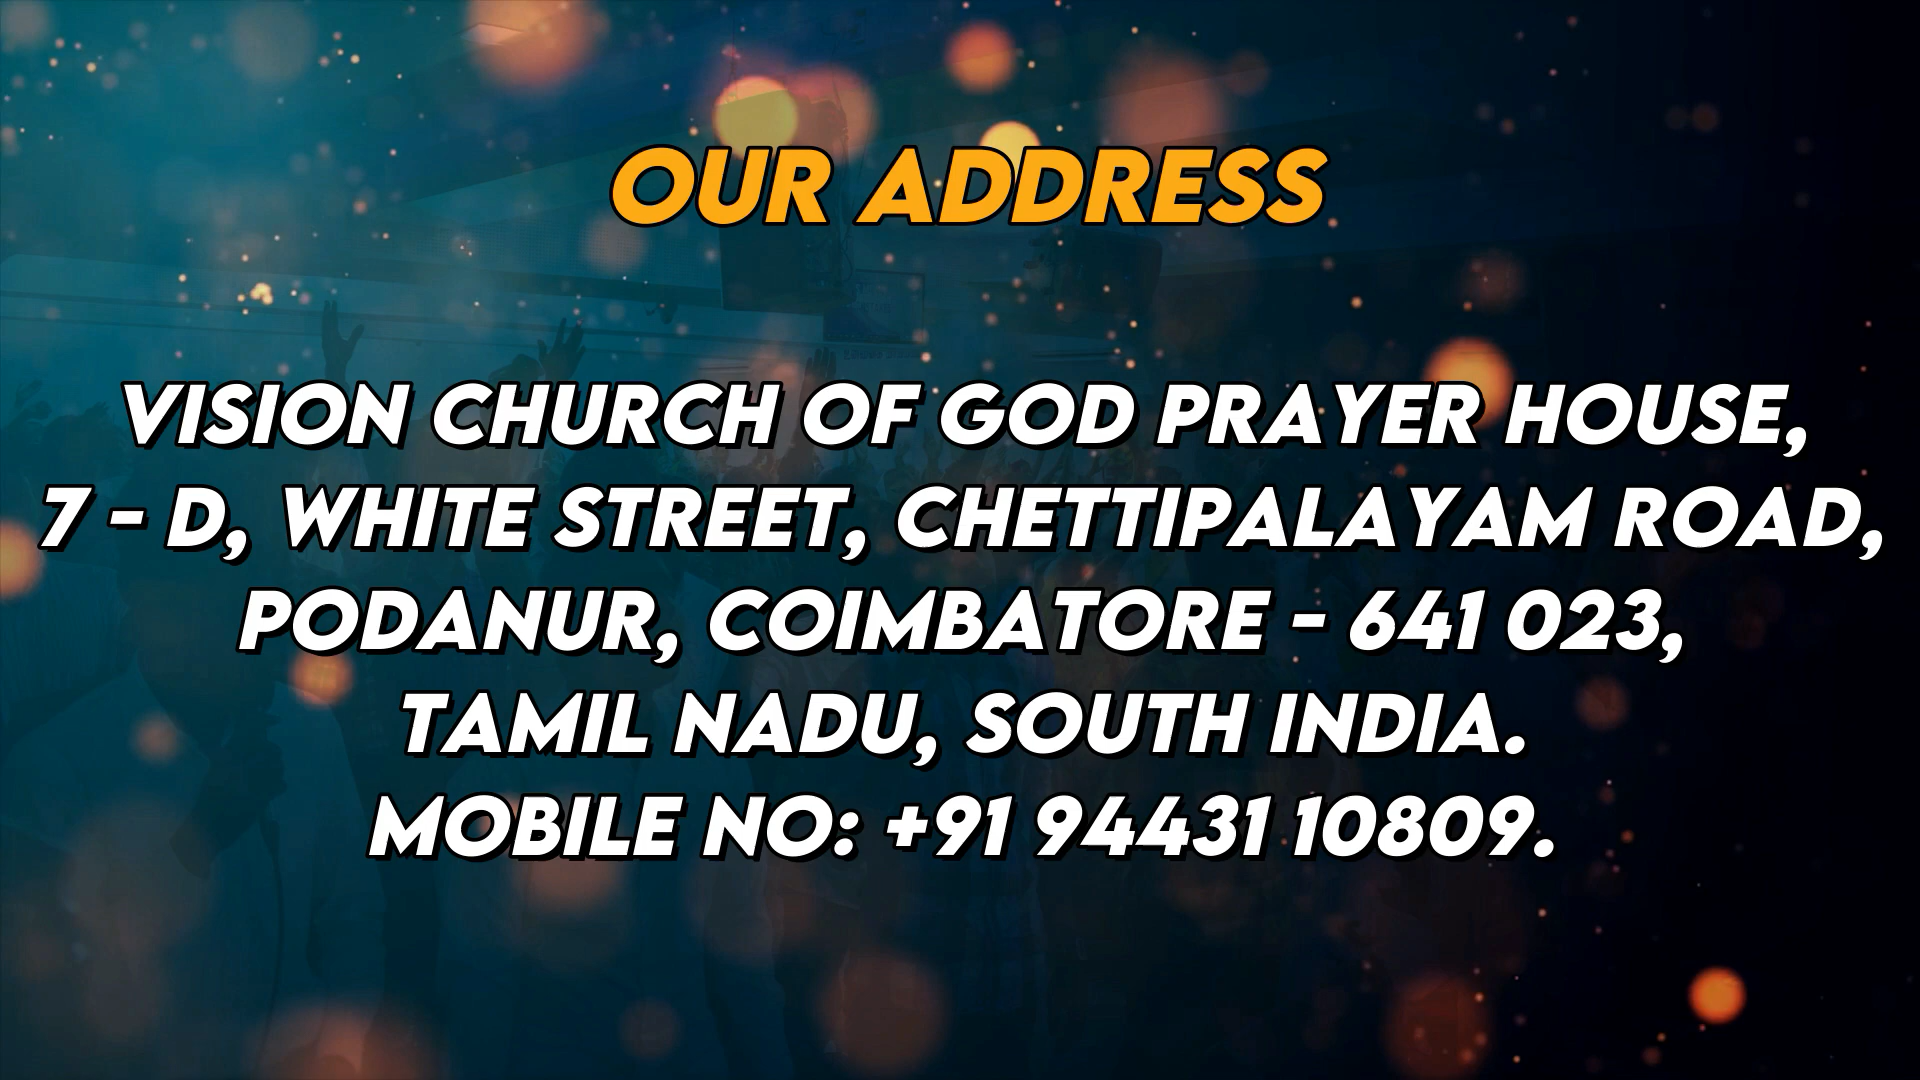 OUR ADDRESS
VISION CHURCH OF GOD PRAYER HOUSE,
7 - D, WHITE STREET, CHETTIPALAYAM ROAD,
PODANUR, COIMBATORE - 641 023,
TAMIL NADU, SOUTH INDIA.
MOBILE NO: +91 94431 10809.